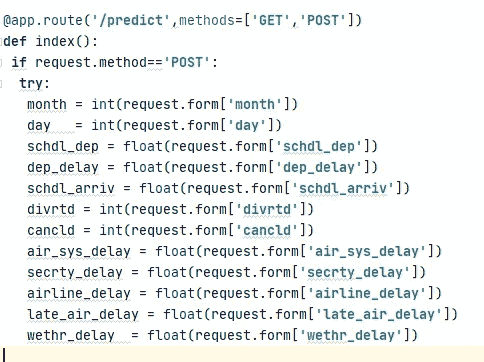 @app.route('/predict',methods=['GET','POST'])
def index():
 if request.method=='POST':
  try:
   month = int(request.form['month'])
   day   = int(request.form['day'])
   schdl_dep = float(request.form['schdl_dep'])
   dep_delay = float(request.form['dep_delay'])
   schdl_arriv = float(request.form['schdl_arriv'])
   divrtd = int(request.form['divrtd'])
   cancld = int(request.form['cancld'])
   air_sys_delay = float(request.form['air_sys_delay'])
   secrty_delay = float(request.form['secrty_delay'])
   airline_delay = float(request.form['airline_delay'])
   late_air_delay = float(request.form['late_air_delay'])
   wethr_delay  = float(request.form['wethr_delay'])